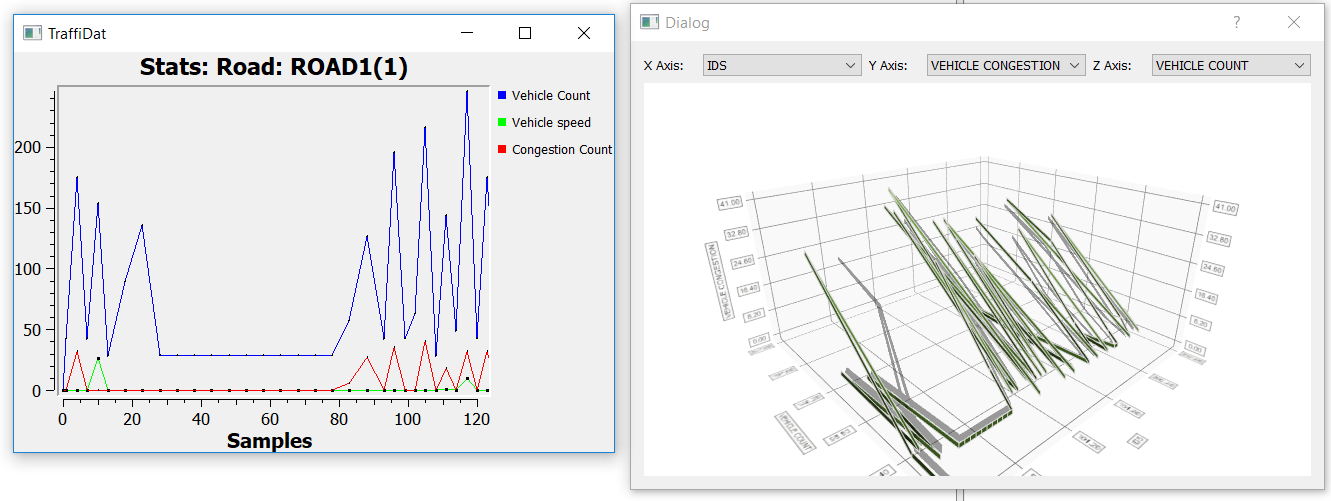 TraffiDat
Stats: Road: ROAD1(1)
200
150
100
50
0
0 20 40 60 80 100 120
Samples
Vehicle Count
Vehicle speed
Congestion Count
Dialog ?
X Axis: IDS Y Axis: VEHICLE CONGESTION Z Axis: VEHICLE COUNT
41.00 41.00
32.80 32.80
24.60 24.60
16.40 16.40
8.20 8.20
0.00 0.00
VEHICLE CONGESTION
VEHICLE COUNT
IDS